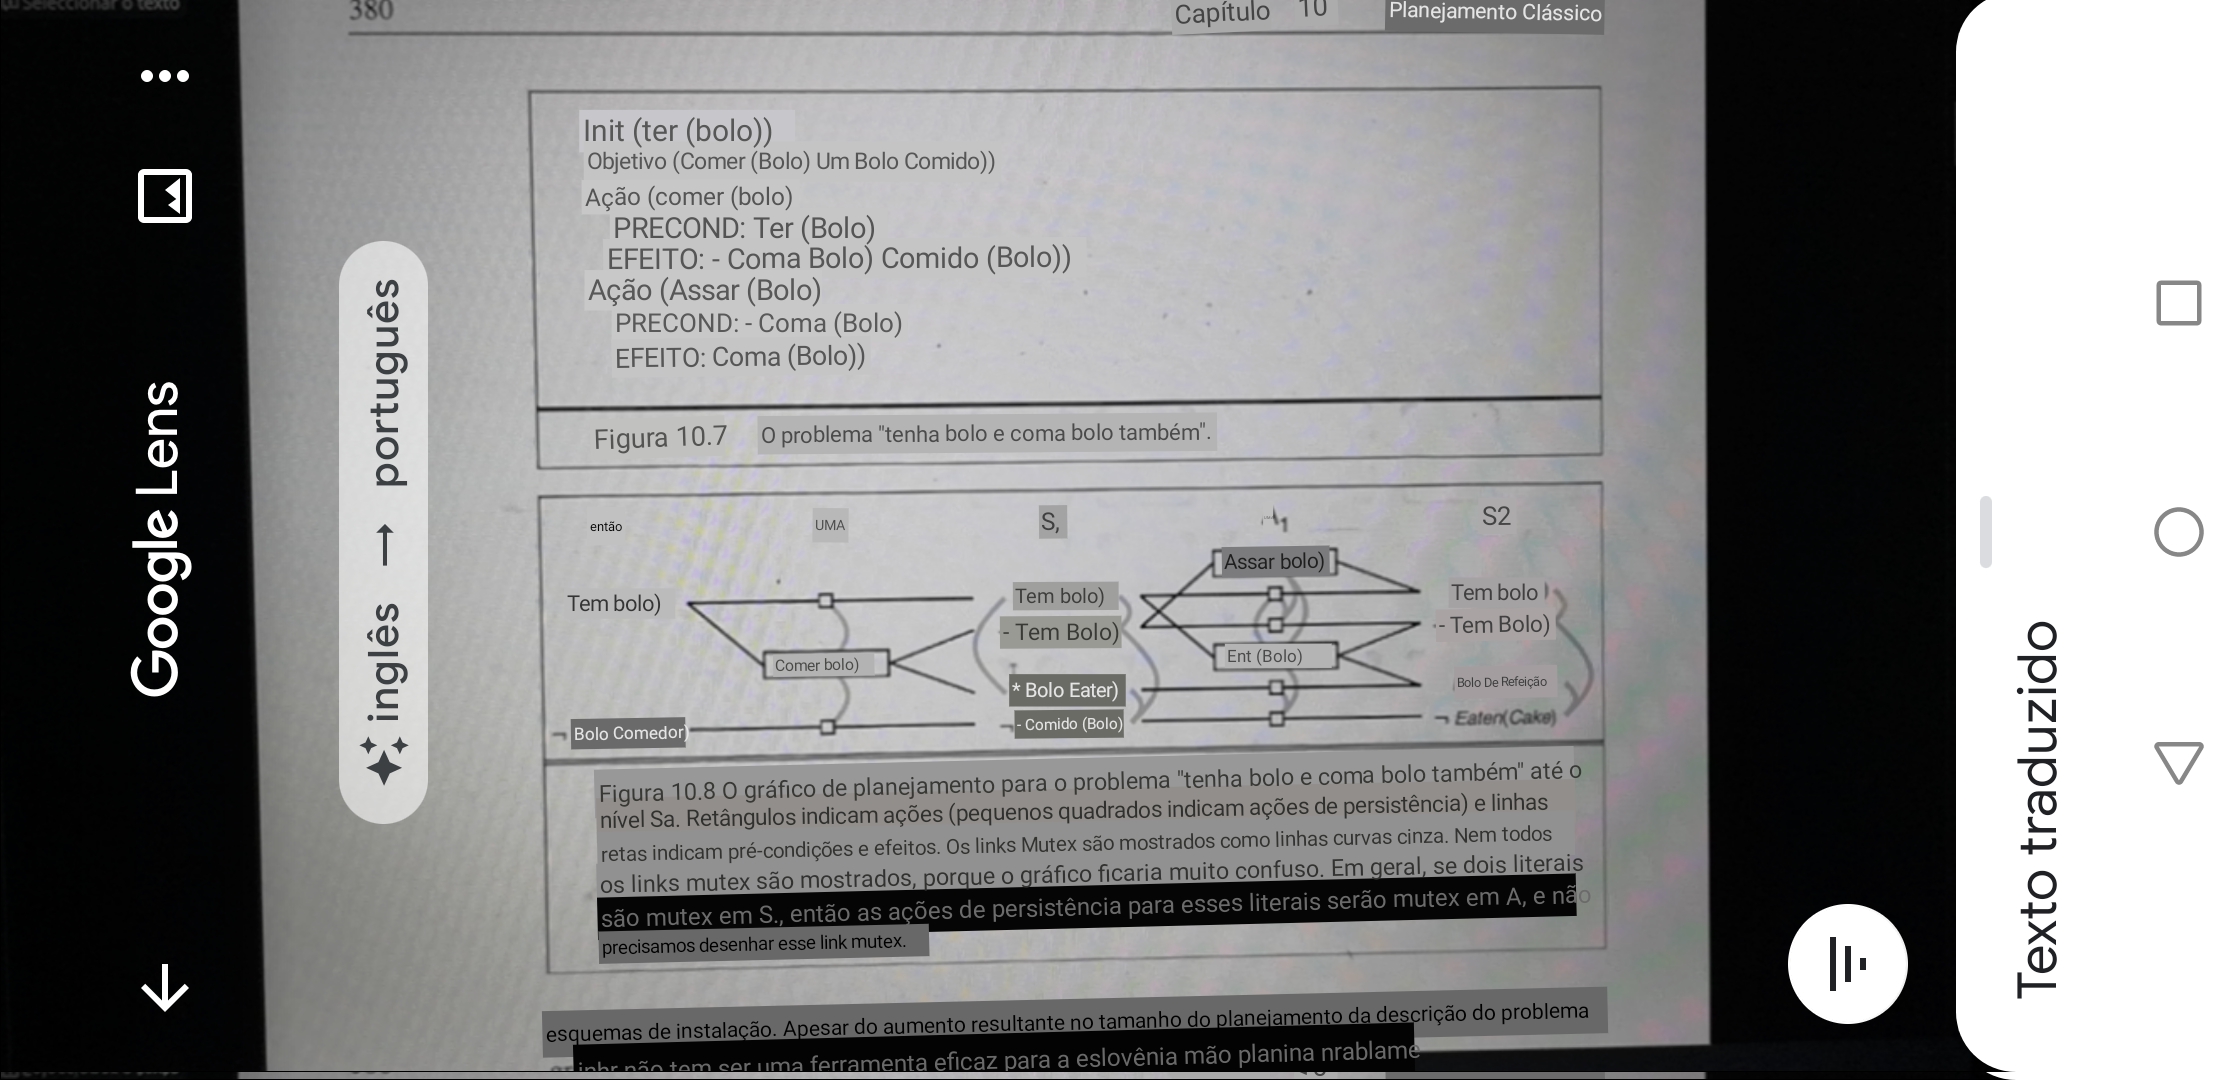 Seleccionar o texto
380
Capítulo 10 Planejamento Clássico
Init (ter (bolo))
Objetivo (Comer (Bolo) Um Bolo Comido))
Ação (comer (bolo)
PRECOND: Ter (Bolo)
EFEITO: - Coma Bolo) Comido (Bolo))
Ação (Assar (Bolo)
PRECOND: - Coma (Bolo)
EFEITO: Coma (Bolo))
Figura 10.7 O problema "tenha bolo e coma bolo também".
então UMA S, A1 S2
Assar bolo)
Tem bolo) Tem bolo) Tem bolo )
- Tem Bolo) - Tem Bolo)
Comer bolo) Ent (Bolo)
* Bolo Eater) Bolo De Refeição
¬ Bolo Comedor) ¬ - Comido (Bolo) ¬ Eaten(Cake)
Figura 10.8 O gráfico de planejamento para o problema "tenha bolo e coma bolo também" até o
nível Sa. Retângulos indicam ações (pequenos quadrados indicam ações de persistência) e linhas
retas indicam pré-condições e efeitos. Os links Mutex são mostrados como linhas curvas cinza. Nem todos
os links mutex são mostrados, porque o gráfico ficaria muito confuso. Em geral, se dois literais
são mutex em S., então as ações de persistência para esses literais serão mutex em A, e não
precisamos desenhar esse link mutex.
esquemas de instalação. Apesar do aumento resultante no tamanho do planejamento da descrição do problema
não tem ser uma ferramenta eficaz para a eslovênia mão planina nrablame
Google Lens
inglês → português
Texto traduzido